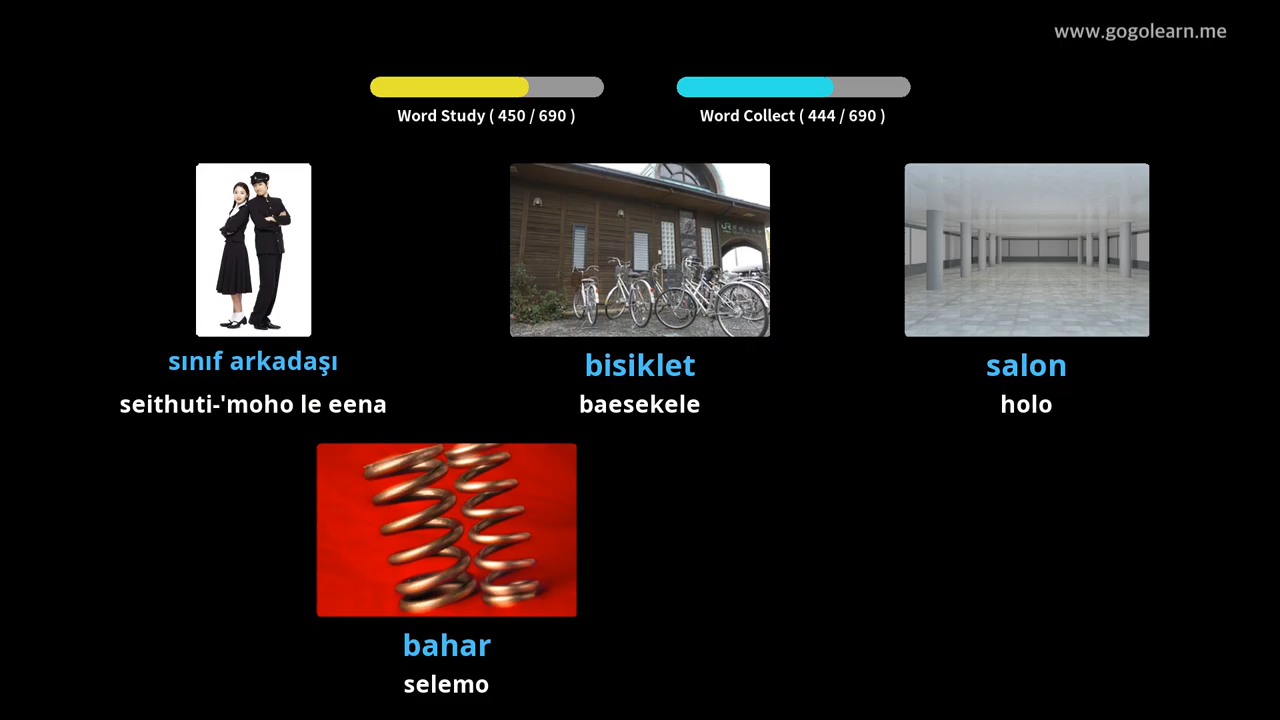 www.gogolearn.me
Word Study ( 450 / 690 )
Word Collect ( 444 / 690 )
sınıf arkadaşı
seithuti-'moho le eena
bisiklet
baesekele
salon
holo
bahar
selemo